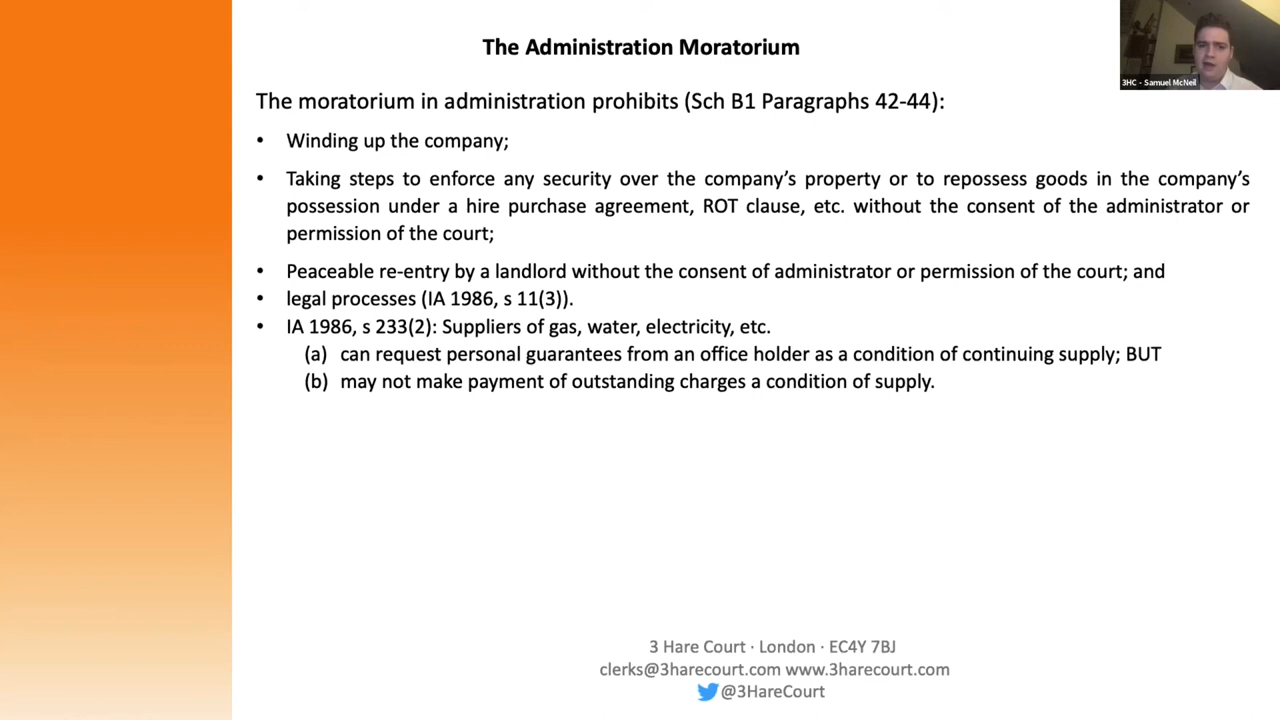 The Administration Moratorium
3HC - Samuel McNeil
The moratorium in administration prohibits (Sch B1 Paragraphs 42-44):
• Winding up the company;
• Taking steps to enforce any security over the company’s property or to repossess goods in the company’s
possession under a hire purchase agreement, ROT clause, etc. without the consent of the administrator or
permission of the court;
• Peaceable re-entry by a landlord without the consent of administrator or permission of the court; and
• legal processes (IA 1986, s 11(3)).
• IA 1986, s 233(2): Suppliers of gas, water, electricity, etc.
(a) can request personal guarantees from an office holder as a condition of continuing supply; BUT
(b) may not make payment of outstanding charges a condition of supply.
3 Hare Court · London · EC4Y 7BJ
clerks@3harecourt.com www.3harecourt.com
@3HareCourt